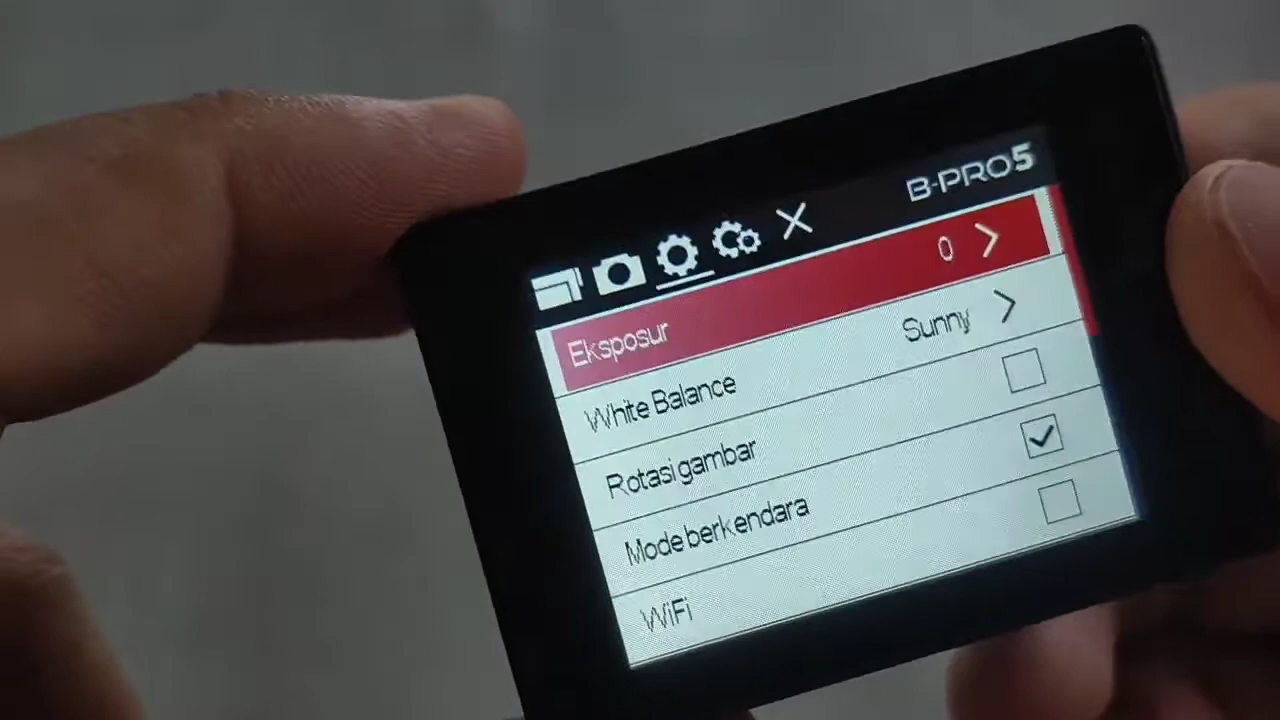 B-PRO5
Eksposur 0
White Balance Sunny
Rotasi gambar
Mode berkendara
WiFi